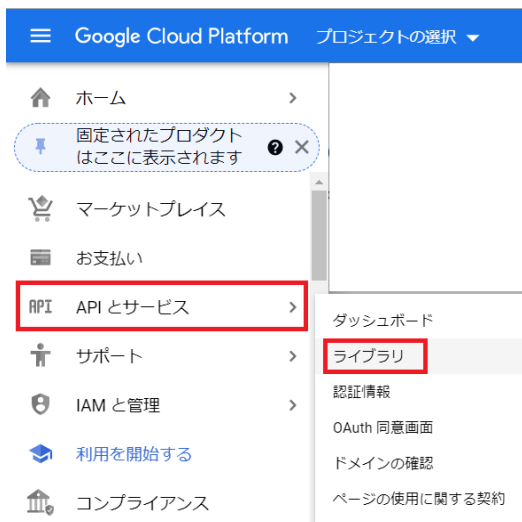 Google Cloud Platform プロジェクトの選択
ホーム
固定されたプロダクト
はここに表示されます
マーケットプレイス
お支払い
API API とサービス
サポート
IAM と管理
利用を開始する
コンプライアンス
ダッシュボード
ライブラリ
認証情報
OAuth 同意画面
ドメインの確認
ページの使用に関する契約